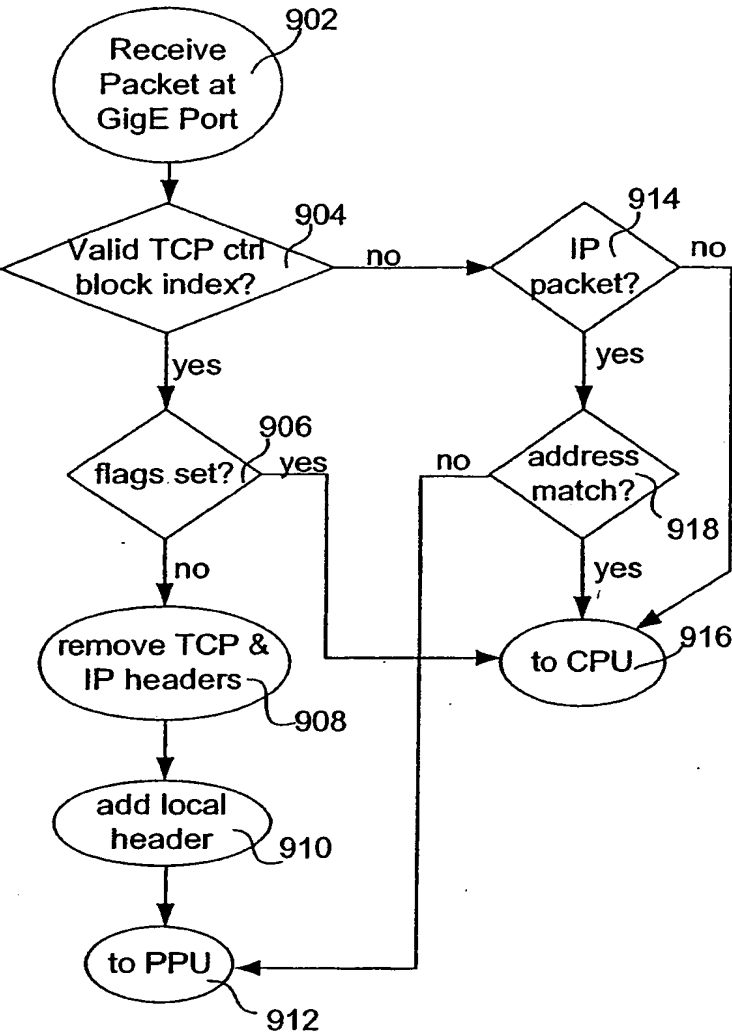 902
Receive
Packet at
GigE Port
904
Valid TCP ctrl
block index?
no
914
IP
packet?
no
yes
yes
906
flags set?
yes
no
address
match?
918
no
yes
remove TCP &
IP headers
908
to CPU
916
add local
header
910
to PPU
912